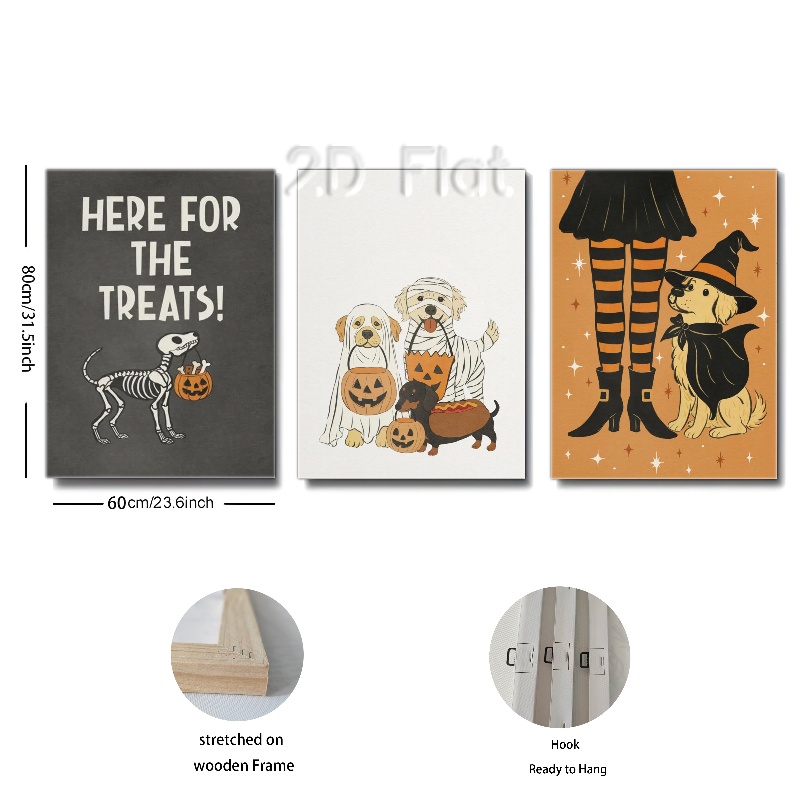 2D Flat
HERE FOR
THE
TREATS!
80cm/31.5inch
60cm/23.6inch
stretched on
wooden Frame
Hook
Ready to Hang